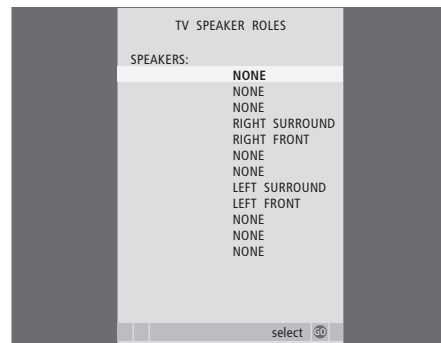 TV SPEAKER ROLES
SPEAKERS:
NONE
NONE
NONE
RIGHT SURROUND
RIGHT FRONT
NONE
NONE
LEFT SURROUND
LEFT FRONT
NONE
NONE
NONE
select GO